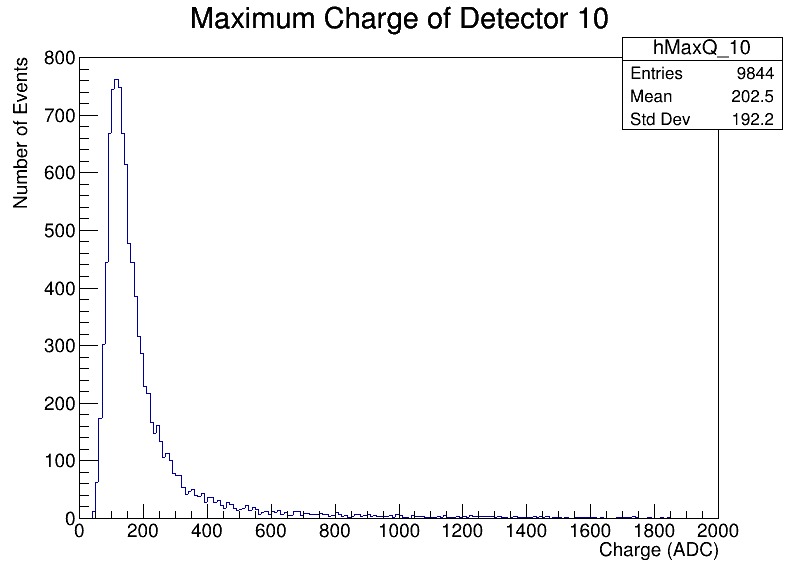 Maximum Charge of Detector 10
hMaxQ_10
Entries 9844
Mean 202.5
Std Dev 192.2
Number of Events
800
700
600
500
400
300
200
100
0
0 200 400 600 800 1000 1200 1400 1600 1800 2000
Charge (ADC)